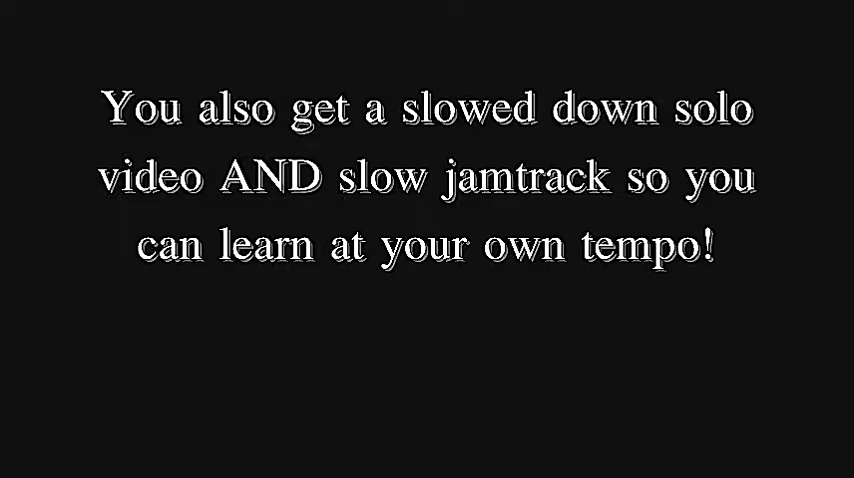 You also get a slowed down solo
video AND slow jamtrack so you
can learn at your own tempo!